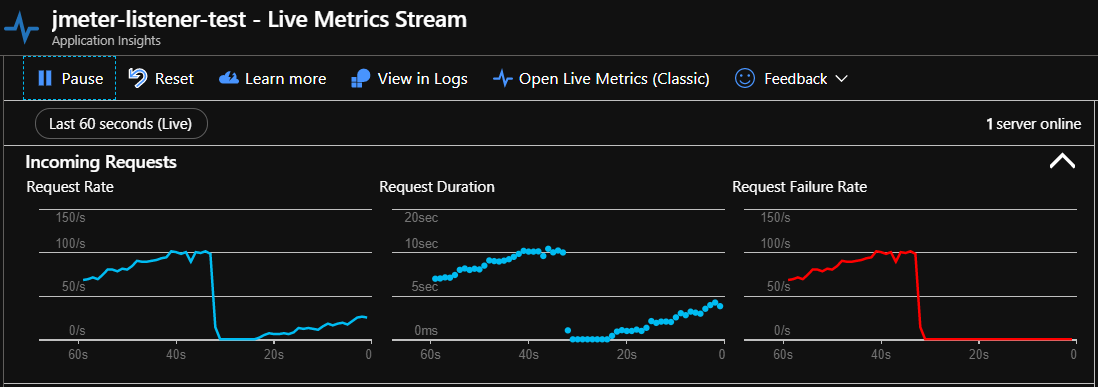 jmeter-listener-test - Live Metrics Stream
Application Insights
Pause Reset Learn more View in Logs Open Live Metrics (Classic) Feedback
Last 60 seconds (Live) 1 server online
Incoming Requests
Request Rate Request Duration Request Failure Rate
150/s 20sec 150/s
100/s 10sec 100/s
50/s 5sec 50/s
0/s 0ms 0/s
60s 40s 20s 0 60s 40s 20s 0 60s 40s 20s 0